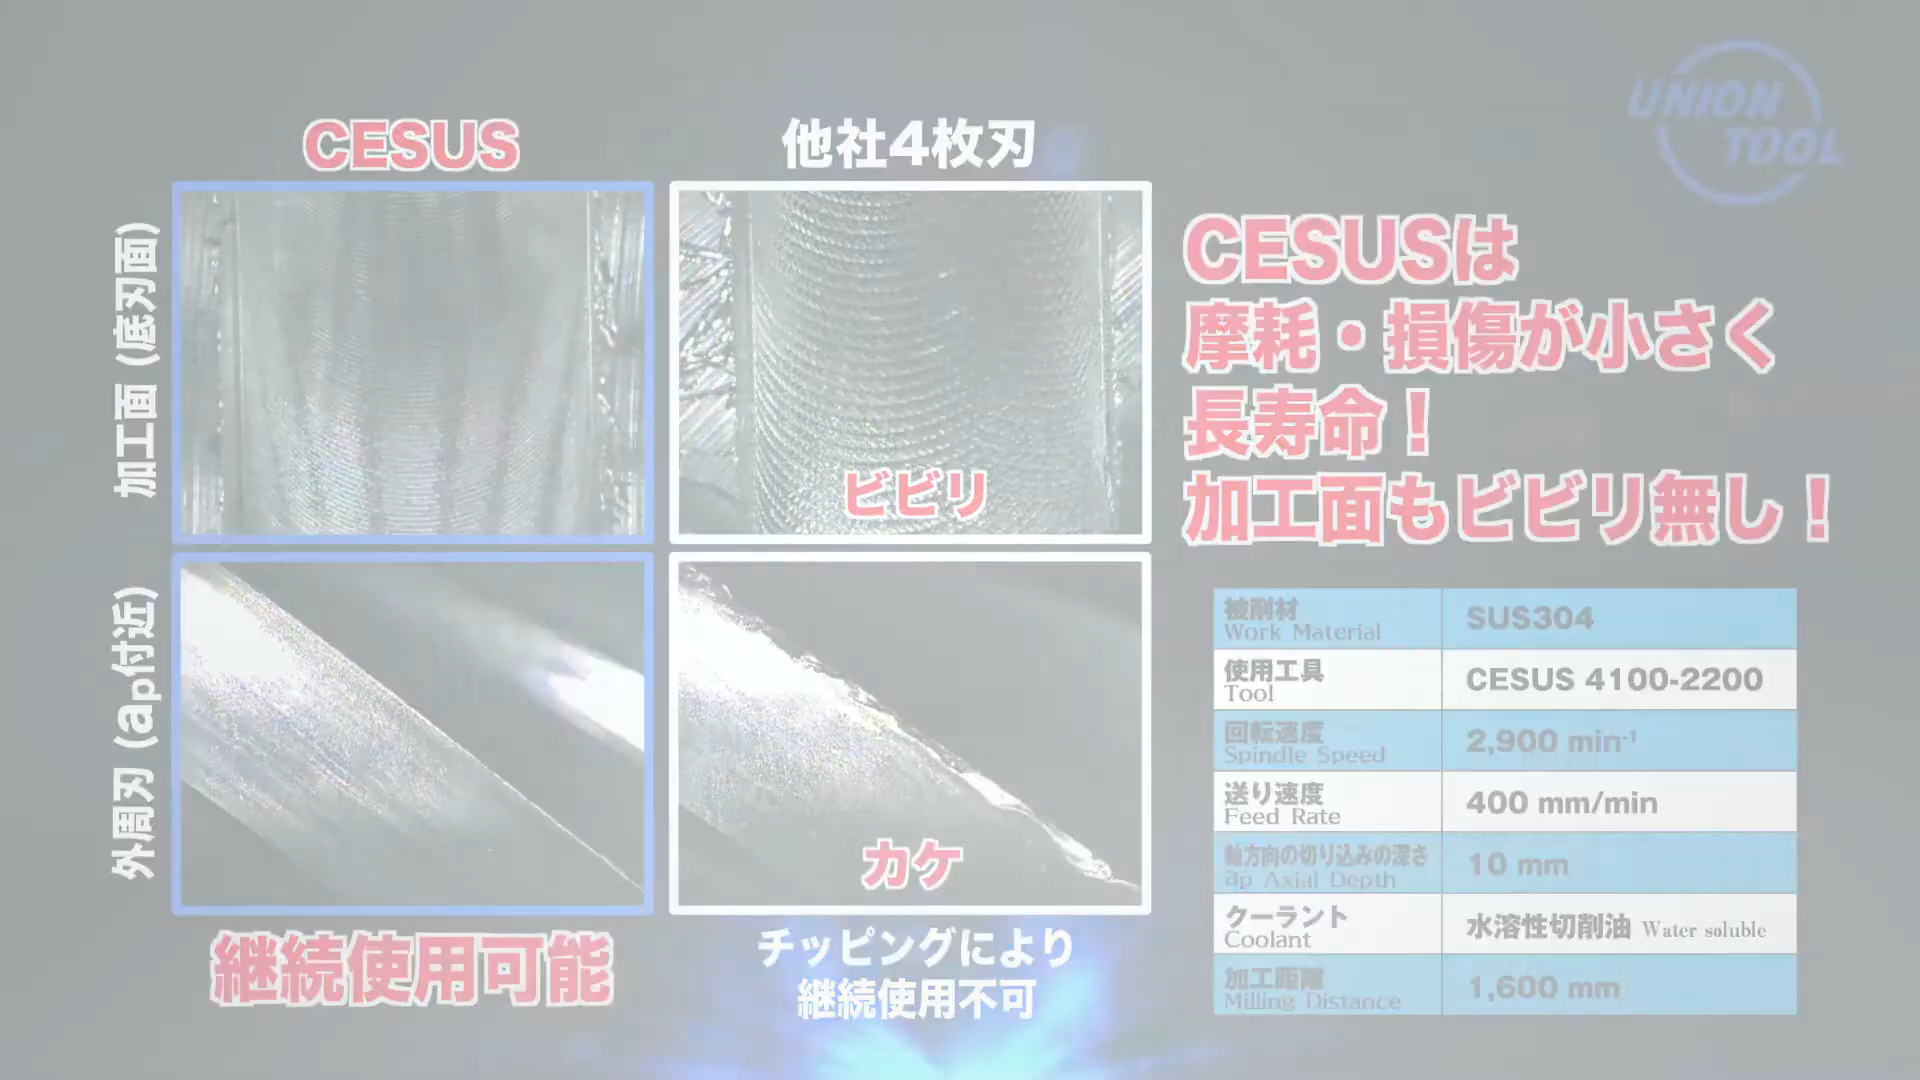 UNION
TOOL
CESUS
他社4枚刃
加工面 (底刃面)
ビビリ
外周刃 (ap付近)
カケ
継続使用可能
チッピングにより
継続使用不可
CESUSは
摩耗・損傷が小さく
長寿命！
加工面もビビリ無し！
被削材
Work Material
SUS304
使用工具
Tool
CESUS 4100-2200
回転速度
Spindle Speed
2,900 min-1
送り速度
Feed Rate
400 mm/min
軸方向の切り込みの深さ
ap Axial Depth
10 mm
クーラント
Coolant
水溶性切削油 Water soluble
加工距離
Milling Distance
1,600 mm